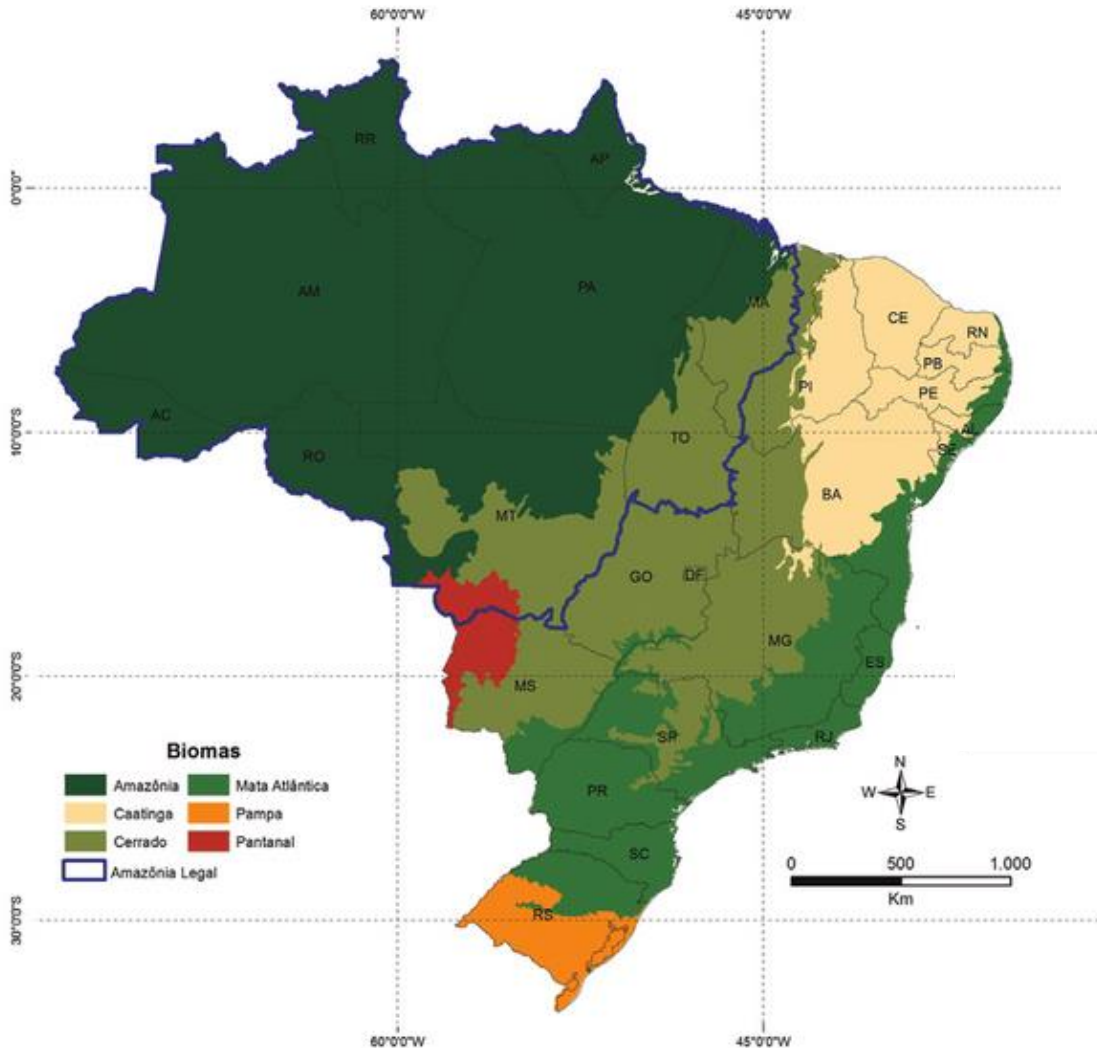 60°0'0"W 45°0'0"W
RR
AP
0°0'0"
AM
PA
MA
CE
RN
PB
PI
PE
AC
TO
AL
10°0'0"S
SE
RO
BA
MT
GO
DF
MG
ES
20°0'0"S
MS
SP
RJ
Biomas
Amazônia Mata Atlântica
Caatinga Pampa
Cerrado Pantanal
Amazônia Legal
PR
N
W E
S
SC
0 500 1.000
Km
RS
30°0'0"S
60°0'0"W 45°0'0"W